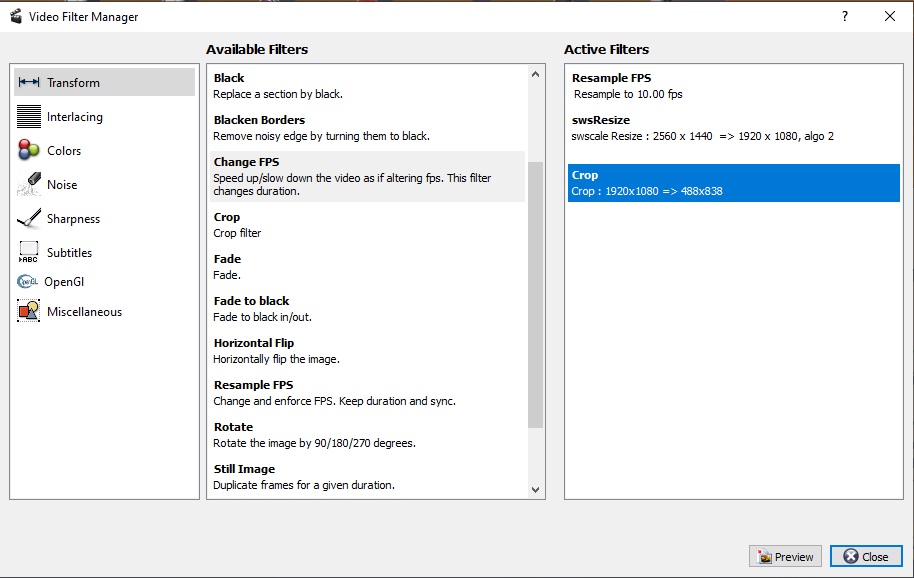 Video Filter Manager
?
Available Filters
Active Filters
Transform
Interlacing
Colors
Noise
Sharpness
ABC
Subtitles
OpenGL
OpenGl
Miscellaneous
Black
Replace a section by black.
Blacken Borders
Remove noisy edge by turning them to black.
Change FPS
Speed up/slow down the video as if altering fps. This filter
changes duration.
Crop
Crop filter
Fade
Fade.
Fade to black
Fade to black in/out.
Horizontal Flip
Horizontally flip the image.
Resample FPS
Change and enforce FPS. Keep duration and sync.
Rotate
Rotate the image by 90/180/270 degrees.
Still Image
Duplicate frames for a given duration.
Resample FPS
Resample to 10.00 fps
swsResize
swscale Resize : 2560 x 1440  => 1920 x 1080, algo 2
Crop
Crop : 1920x1080 => 488x838
Preview
Close